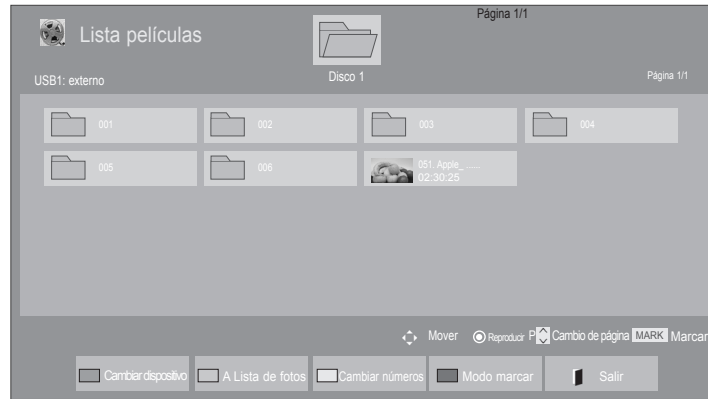 Página 1/1
Lista películas
USB1: externo
Disco 1
Página 1/1
001
002
003
004
005
006
051. Apple_ ......
02:30:25
Mover
Reproducir
P Cambio de página
MARK Marcar
Cambiar dispositivo
A Lista de fotos
Cambiar números
Modo marcar
Salir